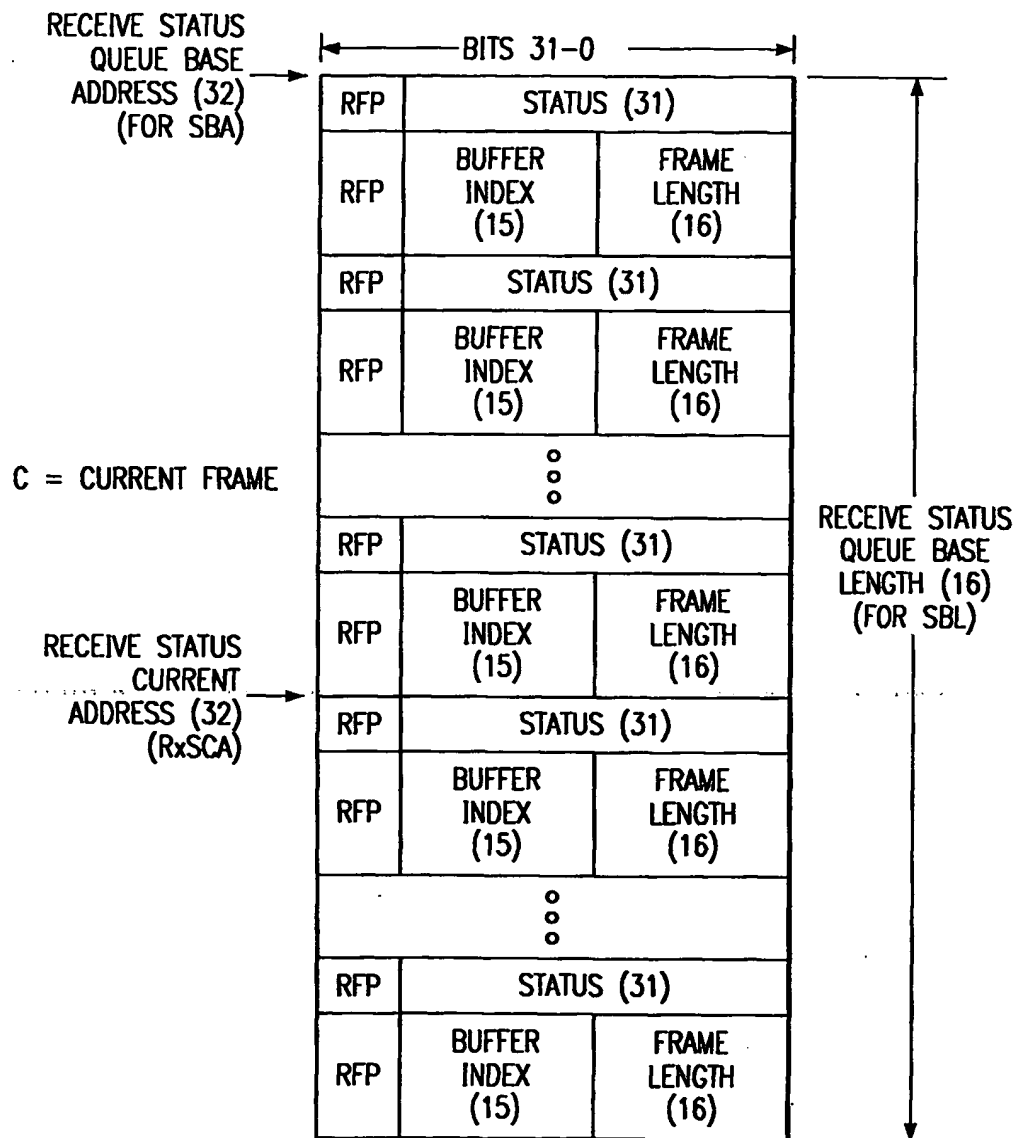 RECEIVE STATUS
QUEUE BASE
ADDRESS (32)
(FOR SBA)
BITS 31-0
RFP STATUS (31)
RFP BUFFER INDEX (15) FRAME LENGTH (16)
RFP STATUS (31)
RFP BUFFER INDEX (15) FRAME LENGTH (16)
C = CURRENT FRAME
RFP STATUS (31)
RFP BUFFER INDEX (15) FRAME LENGTH (16)
RECEIVE STATUS
QUEUE BASE
LENGTH (16)
(FOR SBL)
RECEIVE STATUS
CURRENT
ADDRESS (32)
(RxSCA)
RFP STATUS (31)
RFP BUFFER INDEX (15) FRAME LENGTH (16)
RFP STATUS (31)
RFP BUFFER INDEX (15) FRAME LENGTH (16)